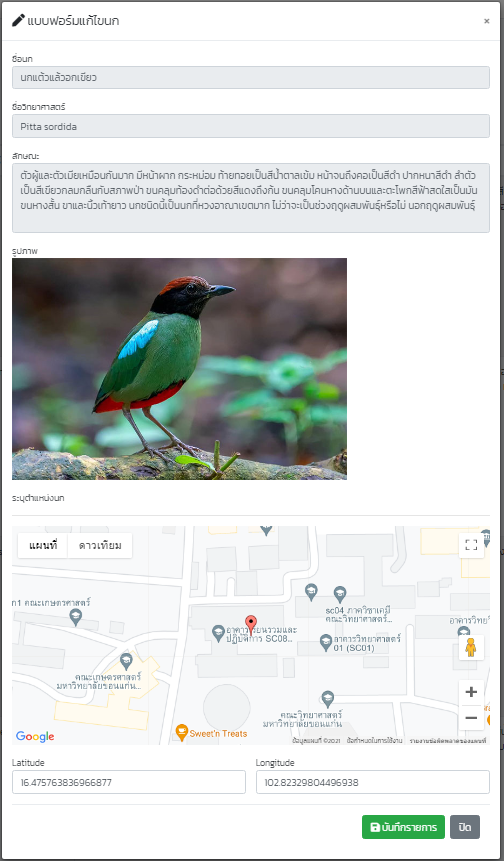 แบบฟอร์มแก้ไขนก
×
ชื่อนก
นกแต้วแล้วอกเขียว
ชื่อวิทยาศาสตร์
Pitta sordida
ลักษณะ
ตัวผู้และตัวเมียเหมือนกันมาก มีหน้าผาก กระหม่อม ท้ายทอยเป็นสีน้ำตาลเข้ม หน้าจนถึงคอเป็นสีดำ ปากหนาสีดำ ลำตัว
เป็นสีเขียวกลมกลืนกับสภาพป่า ขนคลุมท้องดำต่อด้วยสีแดงถึงก้น ขนคลุมโคนหางด้านบนและตะโพกสีฟ้าสดใสเป็นมัน
ขนหางสั้น ขาและนิ้วเท้ายาว นกชนิดนี้เป็นนกที่หวงอาณาเขตมาก ไม่ว่าจะเป็นช่วงฤดูผสมพันธุ์หรือไม่ นอกฤดูผสมพันธุ์
รูปภาพ
ระบุตำแหน่งนก
แผนที่ ดาวเทียม
n1 คณะเกษตรศาสตร์
sc04 ภาควิชาเคมี
คณะวิทยาศาสตร์...
อาคารเรียนรวมและ
ปฏิบัติการ SC08...
อาคารวิทยาศาสตร์
01 (SC01)
คณะวิทย
คณะเกษตรศาสตร์
มหาวิทยาลัยขอนแก่น...
คณะวิทยาศาสตร์
มหาวิทยาลัยขอนแก่น
Sweet'n Treats
Google
ข้อมูลแผนที่ ©2021 ข้อกำหนดในการใช้งาน รายงานข้อผิดพลาดของแผนที่
Latitude Longitude
16.475763836966877 102.82329804496938
บันทึกรายการ ปิด